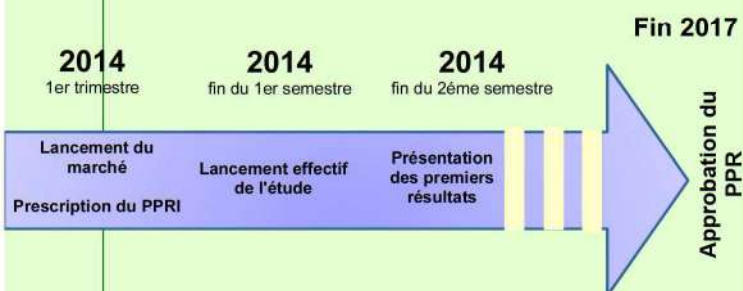 Fin 2017
2014
1er trimestre
2014
fin du 1er semestre
2014
fin du 2éme semestre
Lancement du
marché
Prescription du PPRI
Lancement effectif
de l'étude
Présentation
des premiers
résultats
Approbation du
PPR